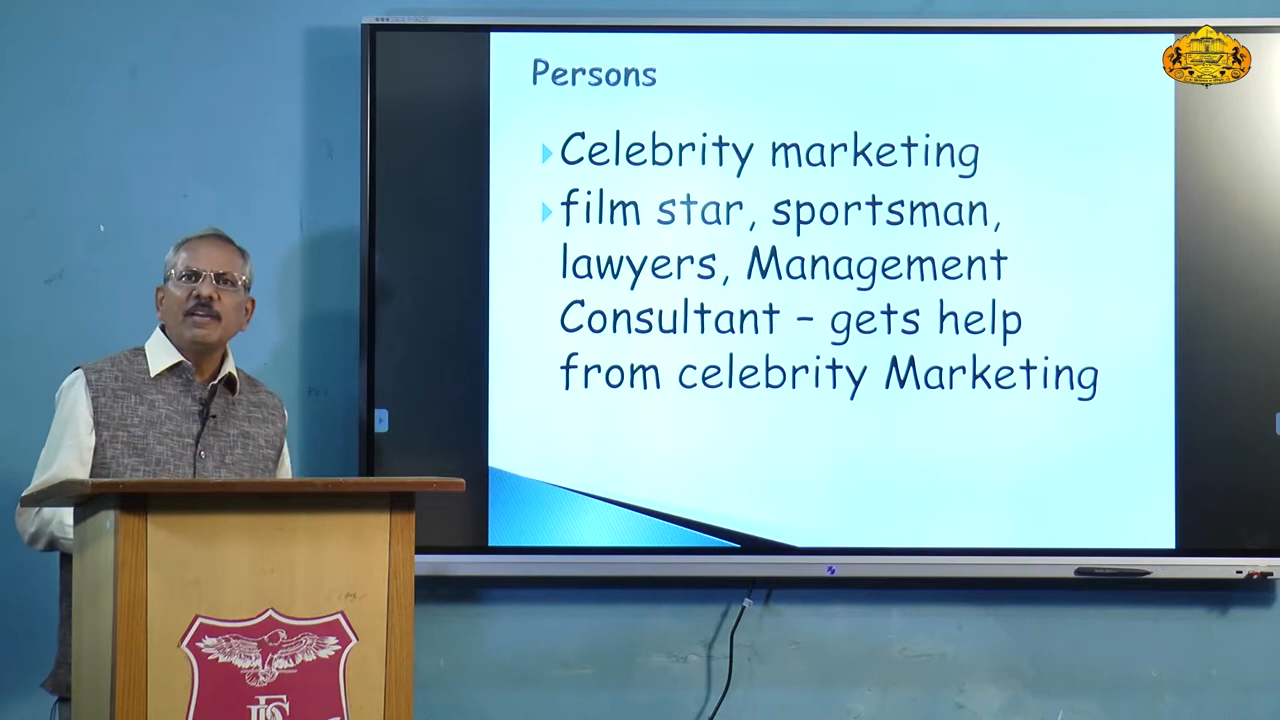 Persons
Celebrity marketing
film star, sportsman,
lawyers, Management
Consultant – gets help
from celebrity Marketing